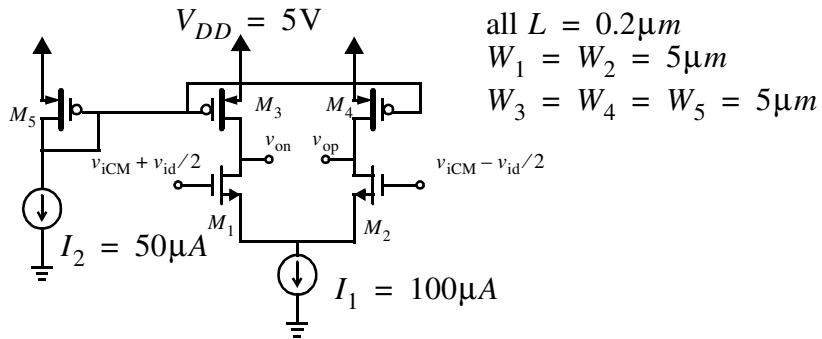 V_DD = 5V
all L = 0.2µm
W_1 = W_2 = 5µm
W_3 = W_4 = W_5 = 5µm
M_5
M_3
M_4
v_on
v_op
v_iCM + v_id/2
v_iCM − v_id/2
M_1
M_2
I_2 = 50µA
I_1 = 100µA